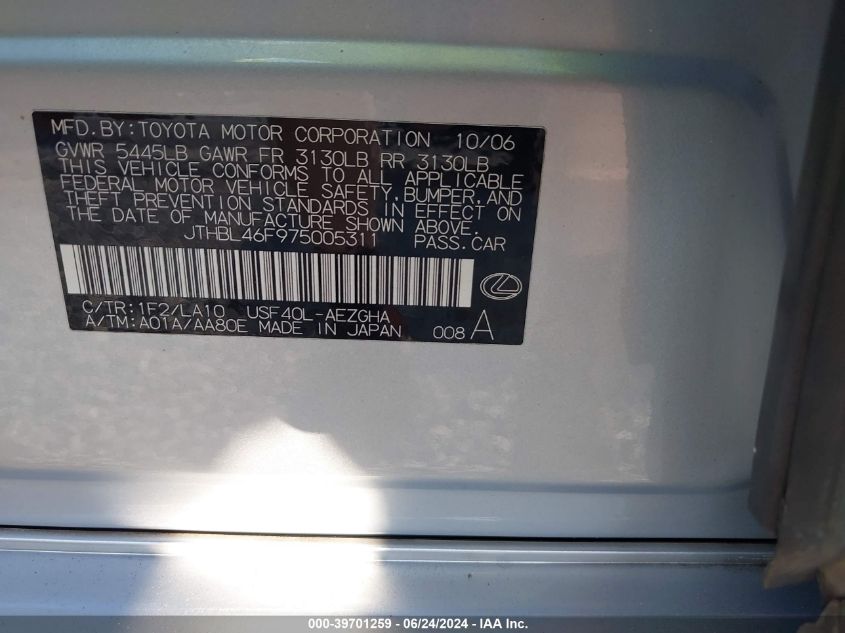 MFD.BY:TOYOTA MOTOR CORPORATION 10/06
GVWR 5445LB GAWR FR 3130LB RR 3130LB
THIS VEHICLE CONFORMS TO ALL APPLICABLE
FEDERAL MOTOR VEHICLE SAFETY,BUMPER,AND
THEFT PREVENTION STANDARDS IN EFFECT ON
THE DATE OF MANUFACTURE SHOWN ABOVE.
JTHBL46F975005311 PASS.CAR
C/TR:1F2/LA10 USF40L-AEZGHA
A/TM:A01A/AA80E MADE IN JAPAN 008 A
000-39701259 - 06/24/2024 - IAA Inc.